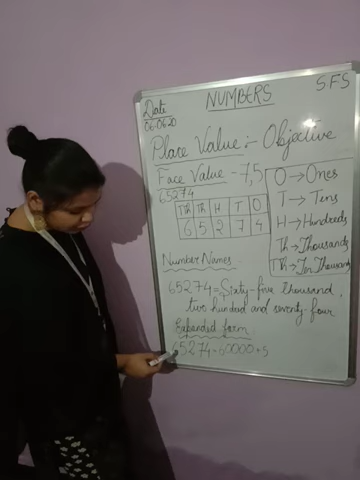 NUMBERS
SFS
Date
06.06.20
Place Value :- Objective
Face Value - 7,5
65274
TTh Th H T O
6 5 2 7 4
O → Ones
T → Tens
H → Hundreds
Th → Thousands
TTh → Ten Thousands
Number Names
65274 = Sixty-five thousand
two hundred and seventy-four
Expanded form
65274 = 60000 + 5